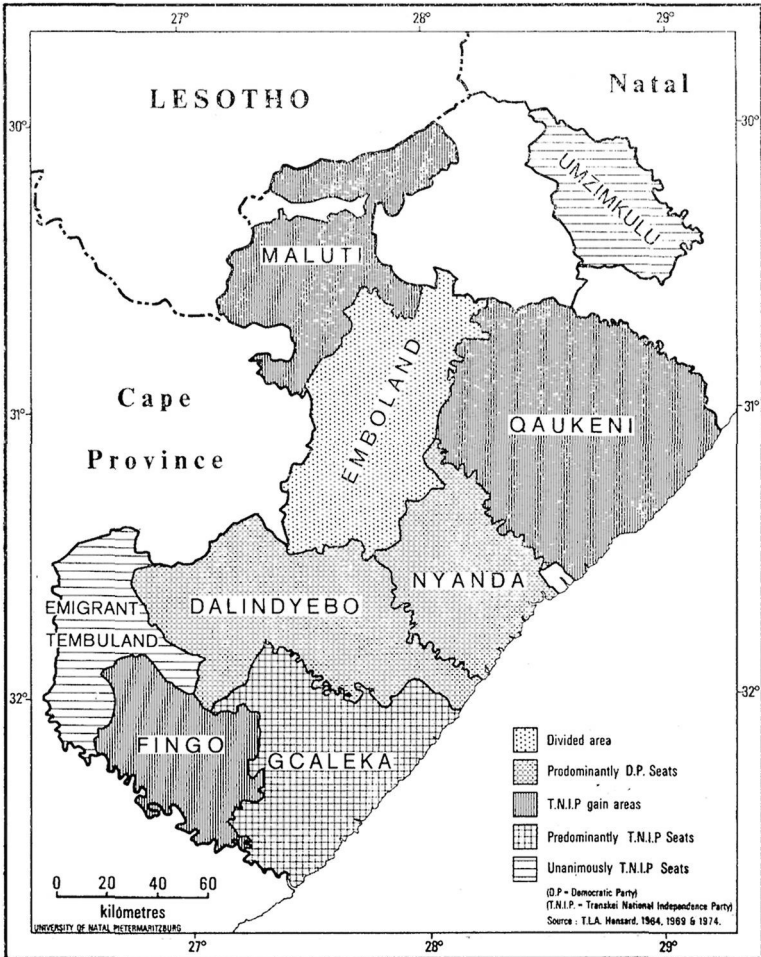 27° 28° 29°
LESOTHO
Natal
30° 30°
UMZIMKULU
MALUTI
EMBOLAND
31° 31°
Cape
Province
QAUKENI
NYANDA
DALINDYEBO
EMIGRANT
TEMBULAND
32° 32°
FINGO
GCALEKA
Divided area
Predominantly D.P. Seats
T.N.I.P gain areas
Predominantly T.N.I.P Seats
Unanimously T.N.I.P Seats
(D.P - Democratic Party)
(T.N.I.P. - Transkei National Independence Party)
Source : T.L.A. Hansard, 1964, 1969 & 1974.
0 20 40 60
kilómetres
UNIVERSITY OF NATAL PIETERMARITZBURG
27° 28° 29°